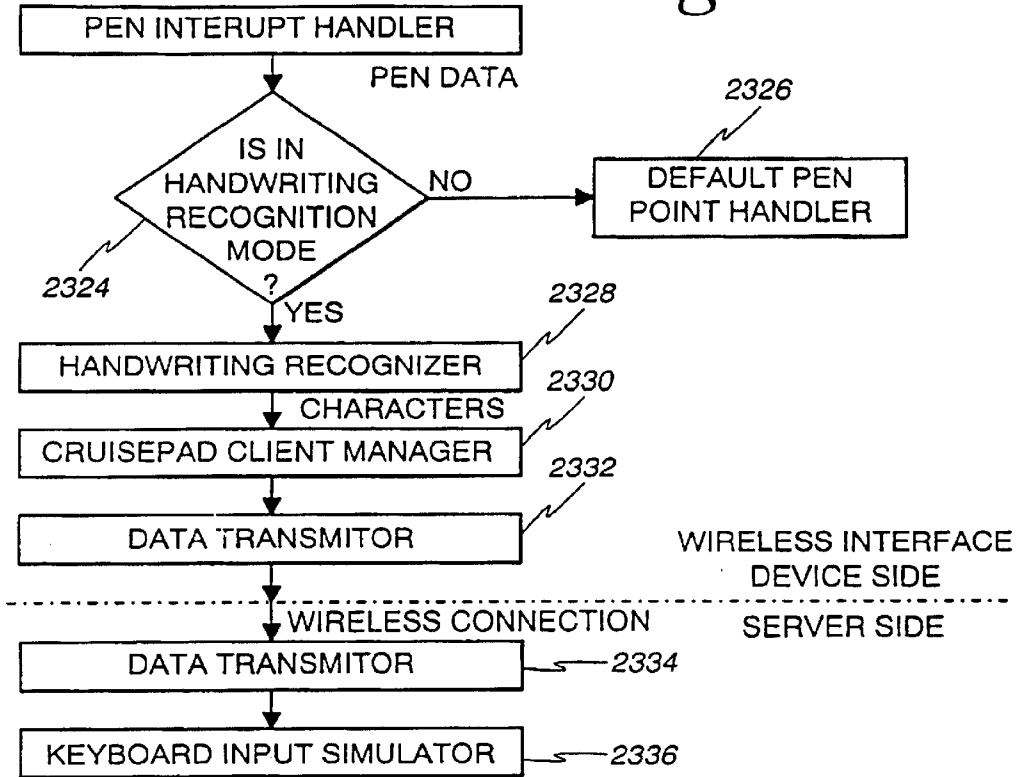 g
PEN INTERUPT HANDLER
PEN DATA
2326
IS IN
HANDWRITING
RECOGNITION
MODE
?
NO
DEFAULT PEN
POINT HANDLER
2324
YES
2328
HANDWRITING RECOGNIZER
2330
CHARACTERS
CRUISEPAD CLIENT MANAGER
2332
DATA TRANSMITOR
WIRELESS INTERFACE
DEVICE SIDE
WIRELESS CONNECTION
SERVER SIDE
DATA TRANSMITOR
2334
KEYBOARD INPUT SIMULATOR
2336